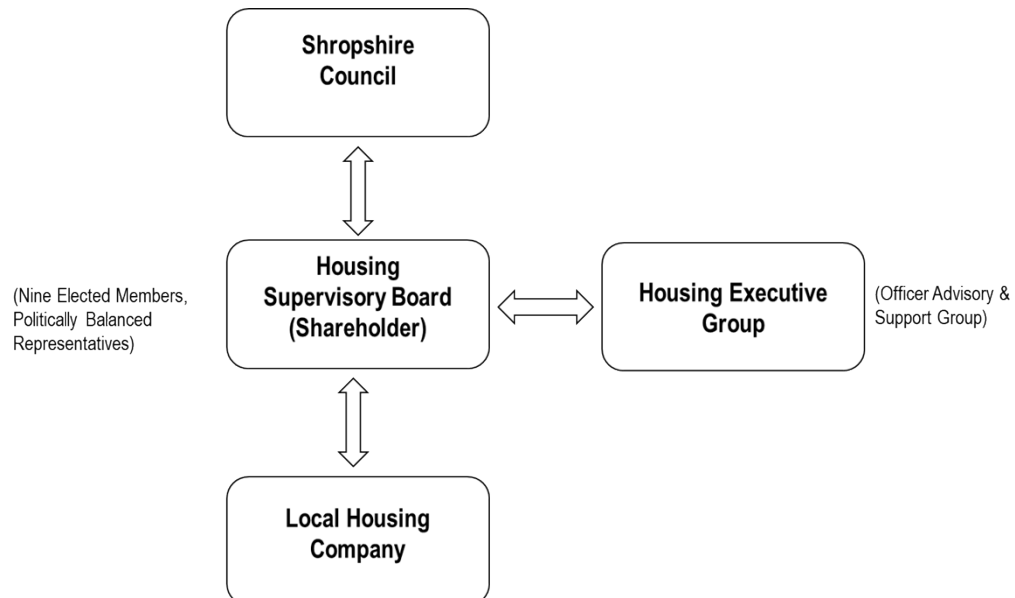 Shropshire
Council
(Nine Elected Members,
Politically Balanced
Representatives)
Housing
Supervisory Board
(Shareholder)
Housing Executive
Group
(Officer Advisory &
Support Group)
Local Housing
Company